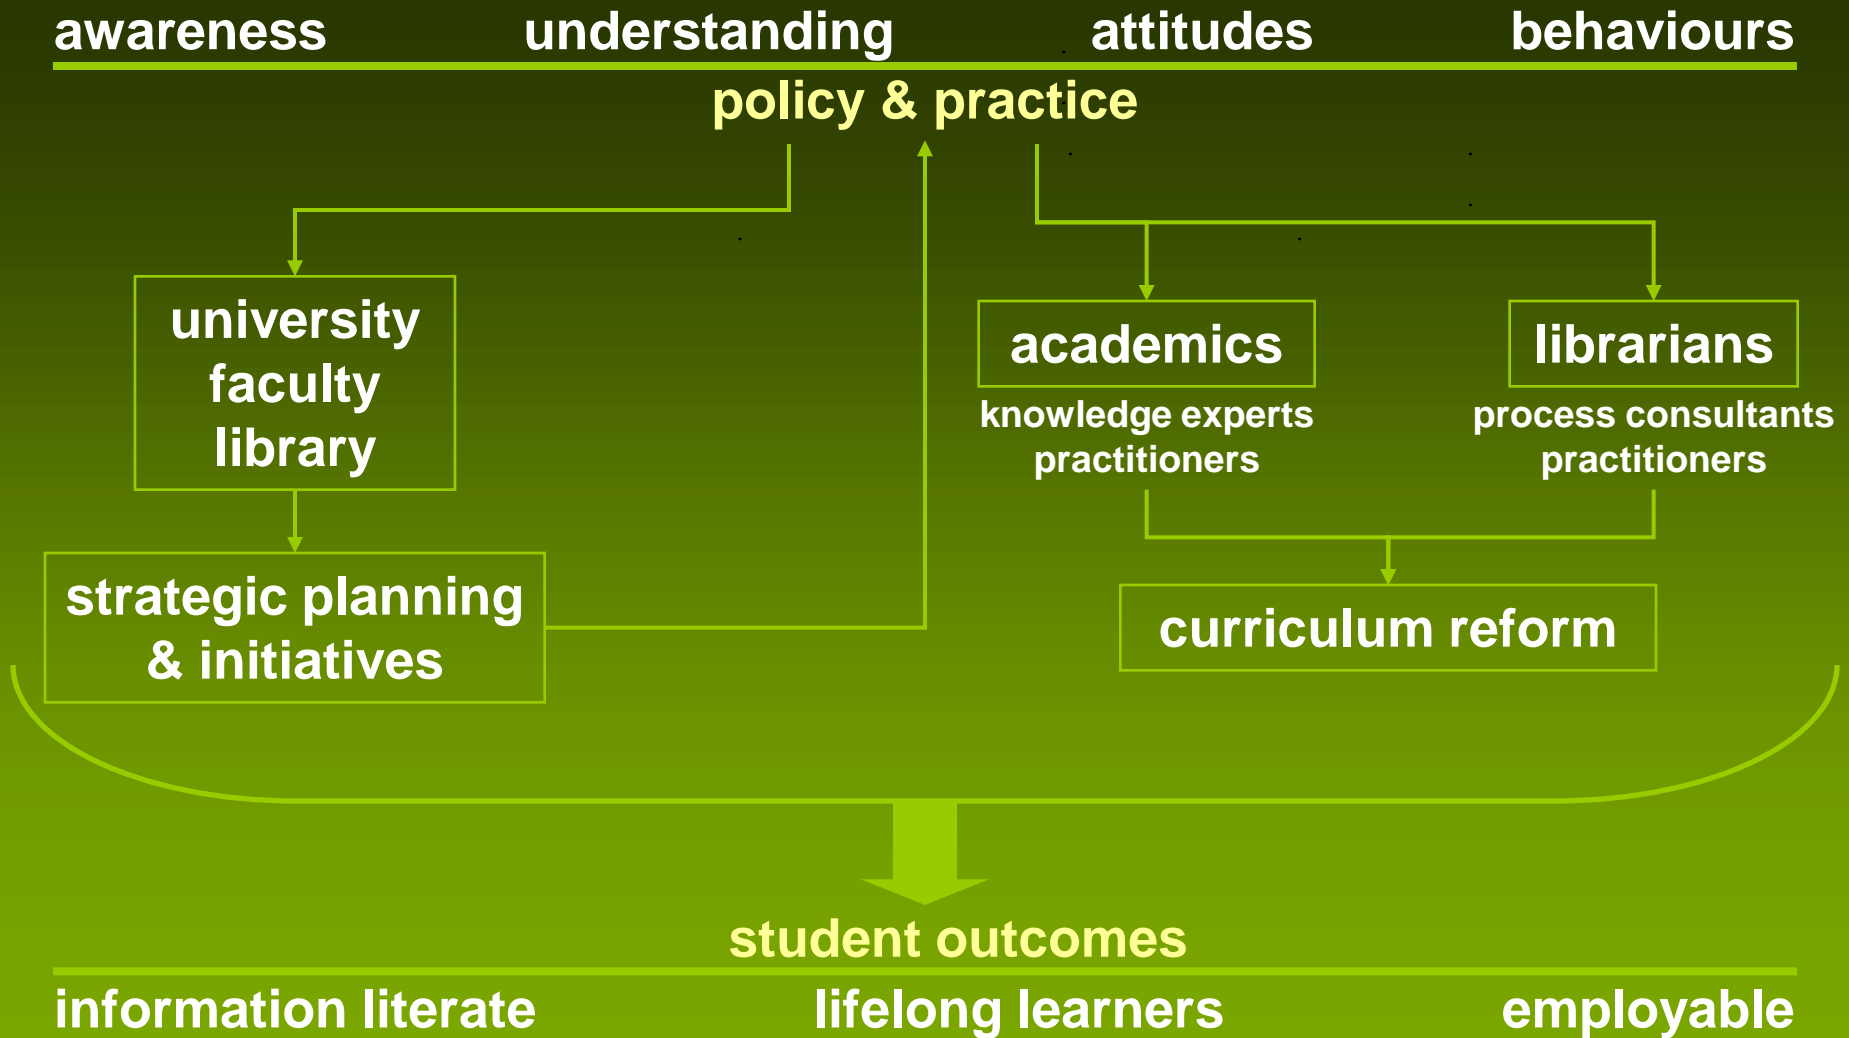 awareness understanding attitudes behaviours
policy & practice
university
faculty
library
strategic planning
& initiatives
academics
knowledge experts
practitioners
librarians
process consultants
practitioners
curriculum reform
student outcomes
information literate lifelong learners employable